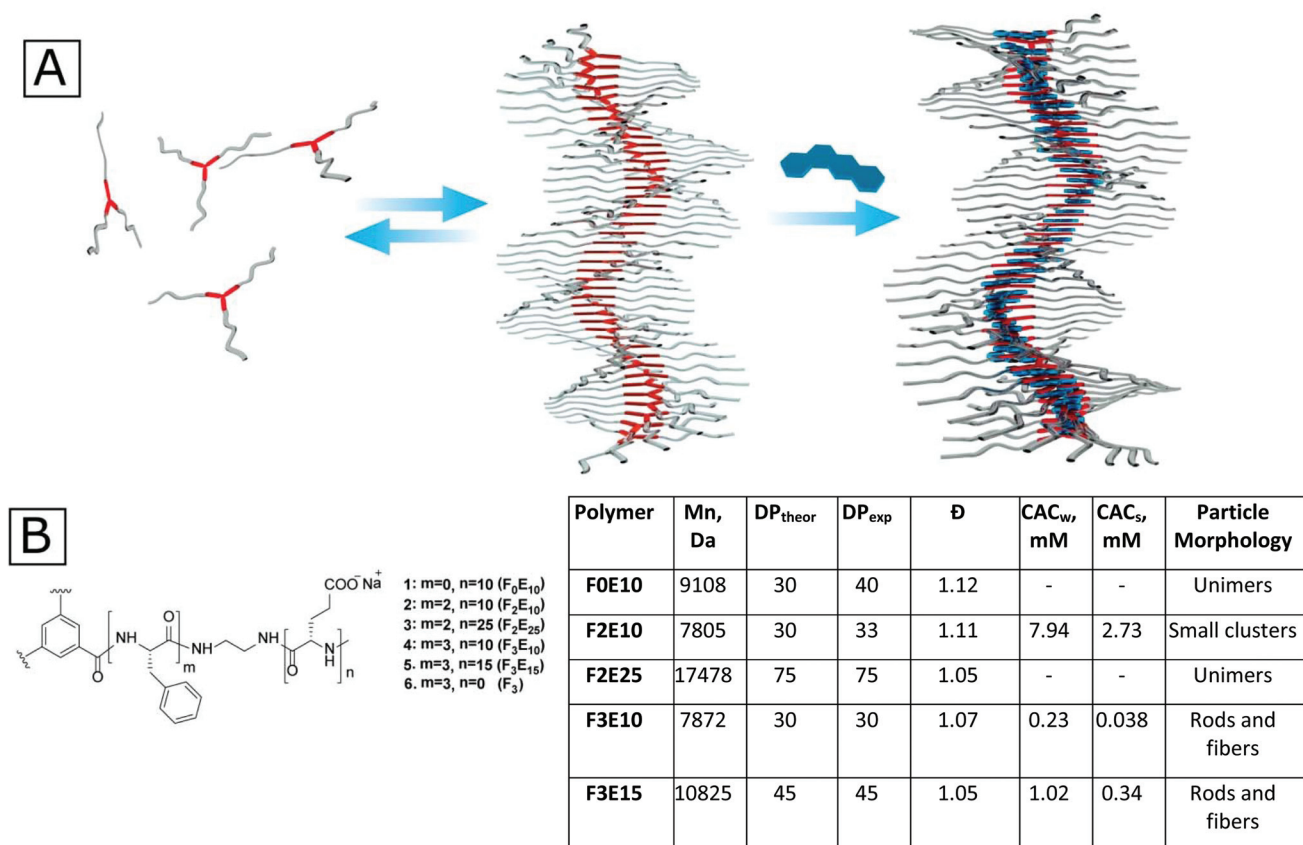 A
B
COO⁻Na⁺
O
NH
NH
NH
O
m
O
N
H
n
1: m=0, n=10 (F₀E₁₀)
2: m=2, n=10 (F₂E₁₀)
3: m=2, n=25 (F₂E₂₅)
4: m=3, n=10 (F₃E₁₀)
5: m=3, n=15 (F₃E₁₅)
6. m=3, n=0 (F₃)
Polymer Mn, Da DPtheor DPexp Đ CACw, mM CACs, mM Particle Morphology
F0E10 9108 30 40 1.12 - - Unimers
F2E10 7805 30 33 1.11 7.94 2.73 Small clusters
F2E25 17478 75 75 1.05 - - Unimers
F3E10 7872 30 30 1.07 0.23 0.038 Rods and fibers
F3E15 10825 45 45 1.05 1.02 0.34 Rods and fibers